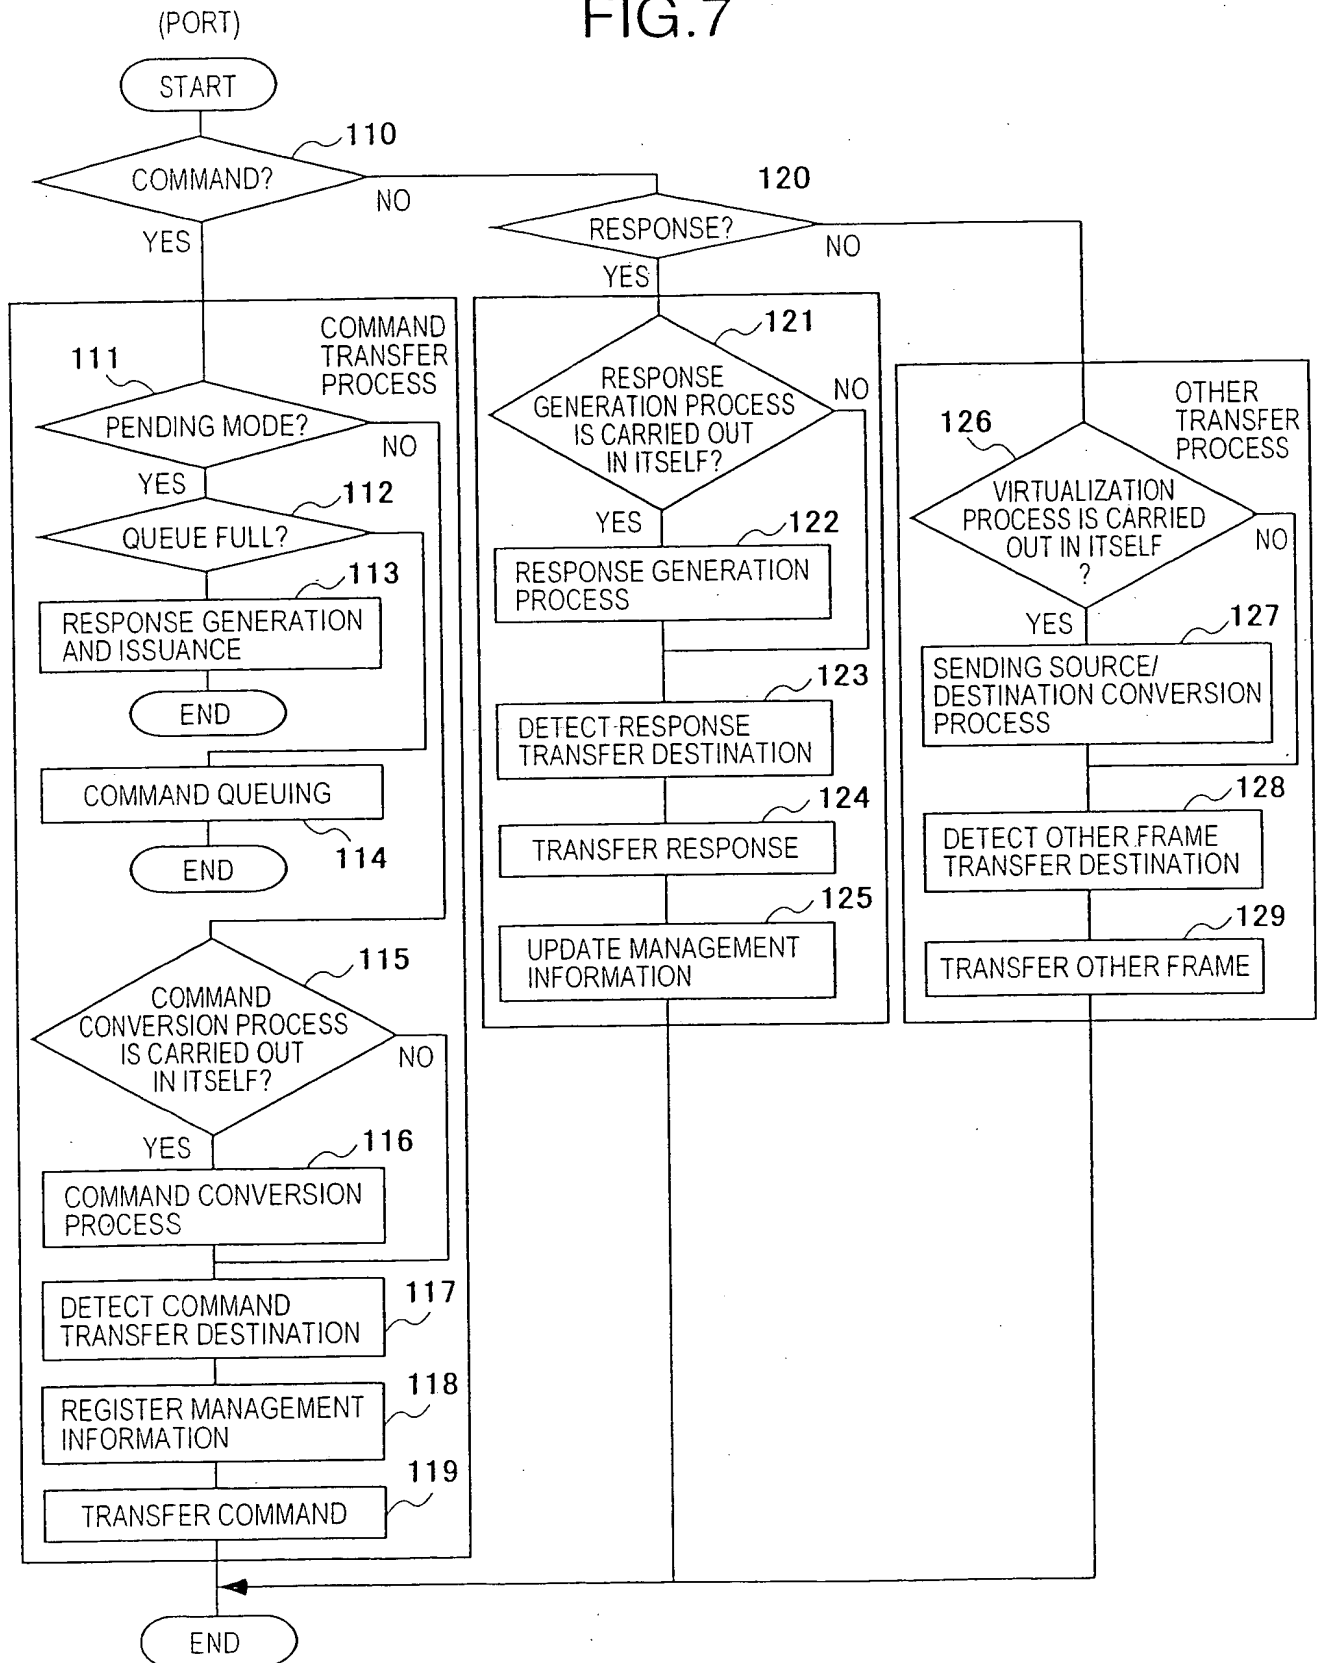 FIG.7
(PORT)
START
110
COMMAND?
NO
YES
120
RESPONSE?
NO
YES
COMMAND
TRANSFER
PROCESS
111
PENDING MODE?
NO
YES
112
QUEUE FULL?
113
RESPONSE GENERATION
AND ISSUANCE
END
COMMAND QUEUING
114
END
115
COMMAND
CONVERSION PROCESS
IS CARRIED OUT
IN ITSELF?
NO
YES
116
COMMAND CONVERSION
PROCESS
117
DETECT COMMAND
TRANSFER DESTINATION
118
REGISTER MANAGEMENT
INFORMATION
119
TRANSFER COMMAND
END
121
RESPONSE
GENERATION PROCESS
IS CARRIED OUT
IN ITSELF?
NO
YES
122
RESPONSE GENERATION
PROCESS
123
DETECT-RESPONSE
TRANSFER DESTINATION
124
TRANSFER RESPONSE
125
UPDATE MANAGEMENT
INFORMATION
OTHER
TRANSFER
PROCESS
126
VIRTUALIZATION
PROCESS IS CARRIED
OUT IN ITSELF
?
NO
YES
127
SENDING SOURCE/
DESTINATION CONVERSION
PROCESS
128
DETECT OTHER FRAME
TRANSFER DESTINATION
129
TRANSFER OTHER FRAME